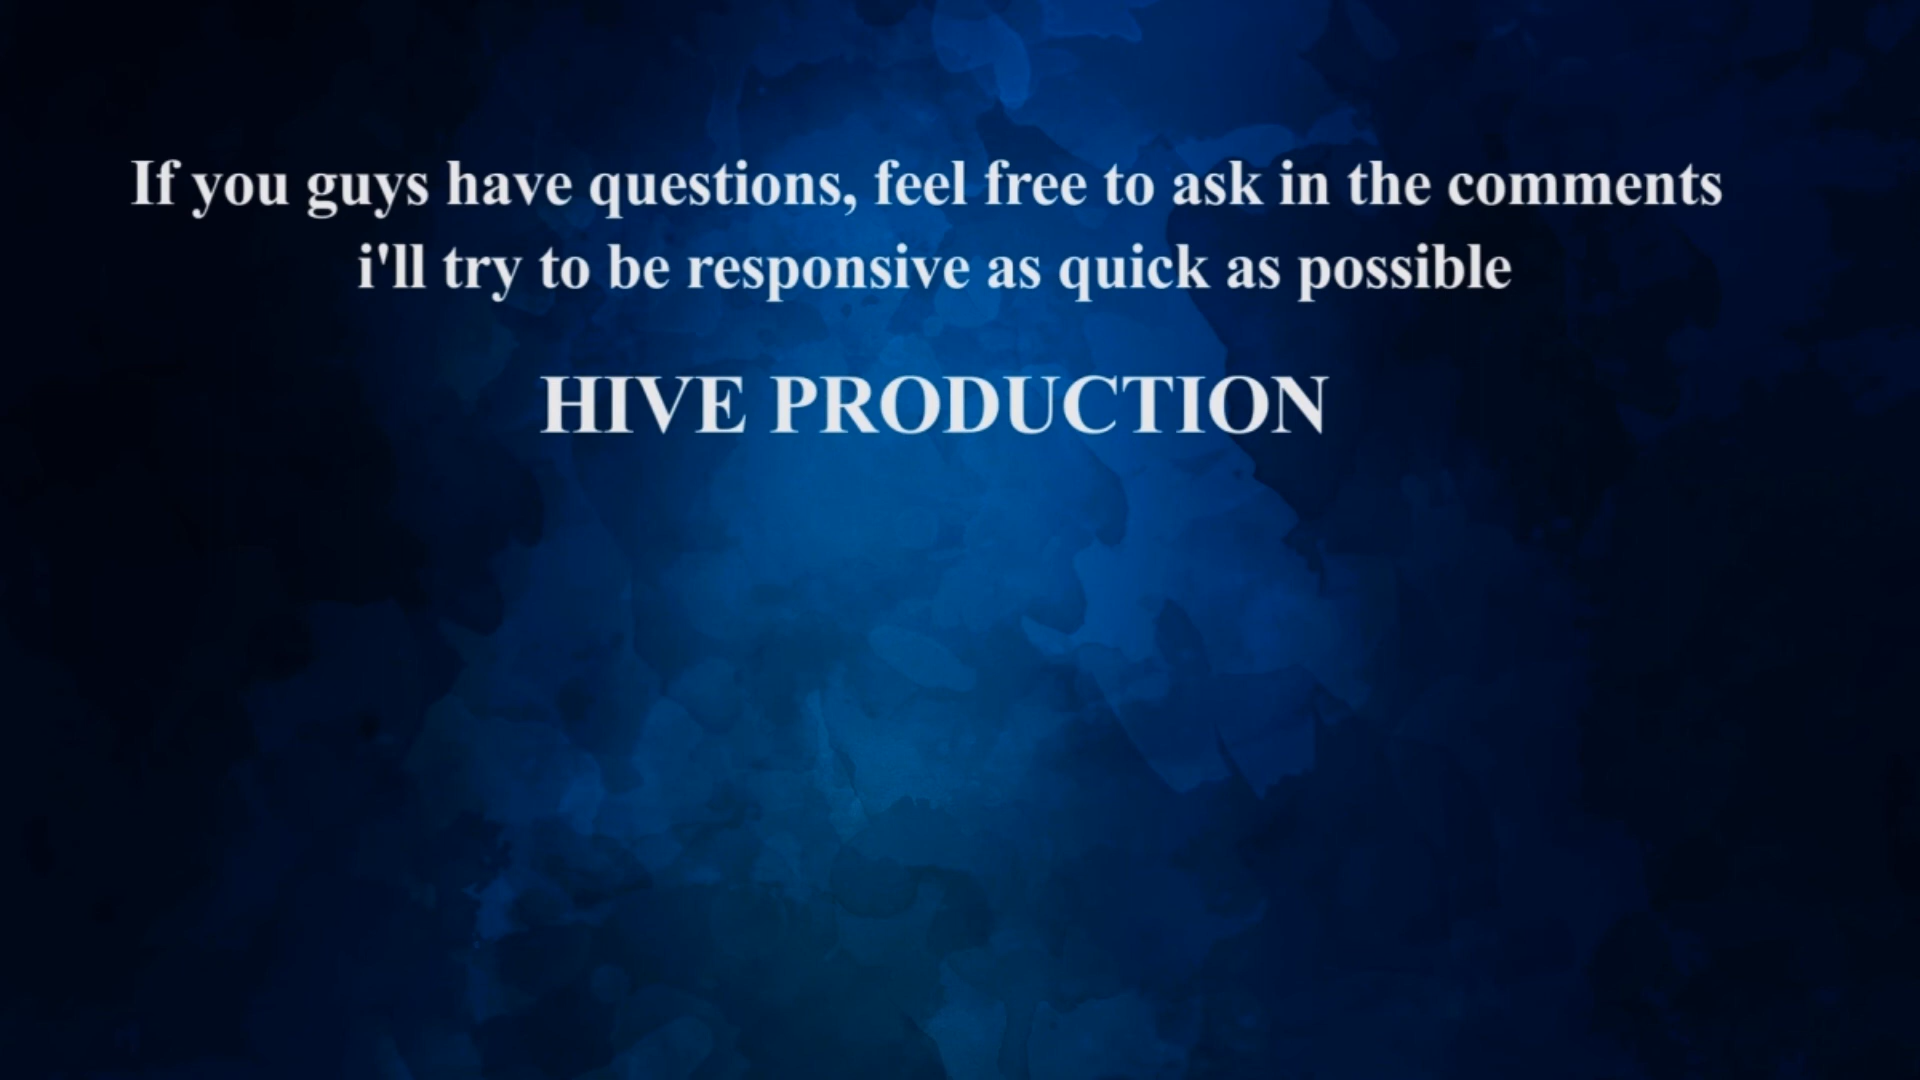 If you guys have questions, feel free to ask in the comments
i'll try to be responsive as quick as possible
HIVE PRODUCTION